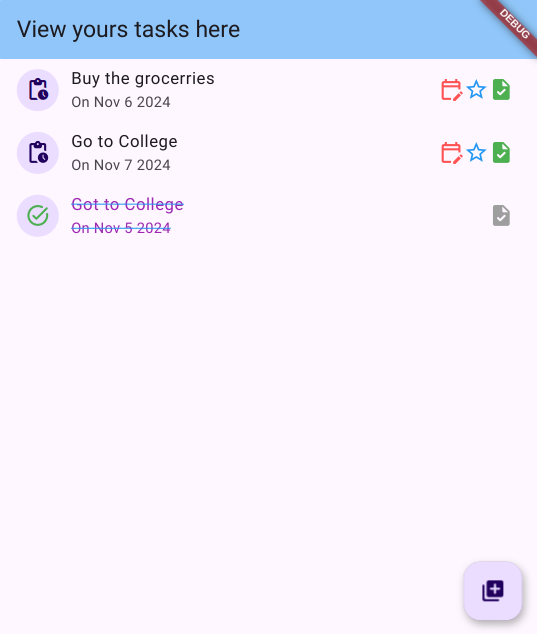 View yours tasks here
DEBUG
Buy the grocerries
On Nov 6 2024
Go to College
On Nov 7 2024
Got to College
On Nov 5 2024